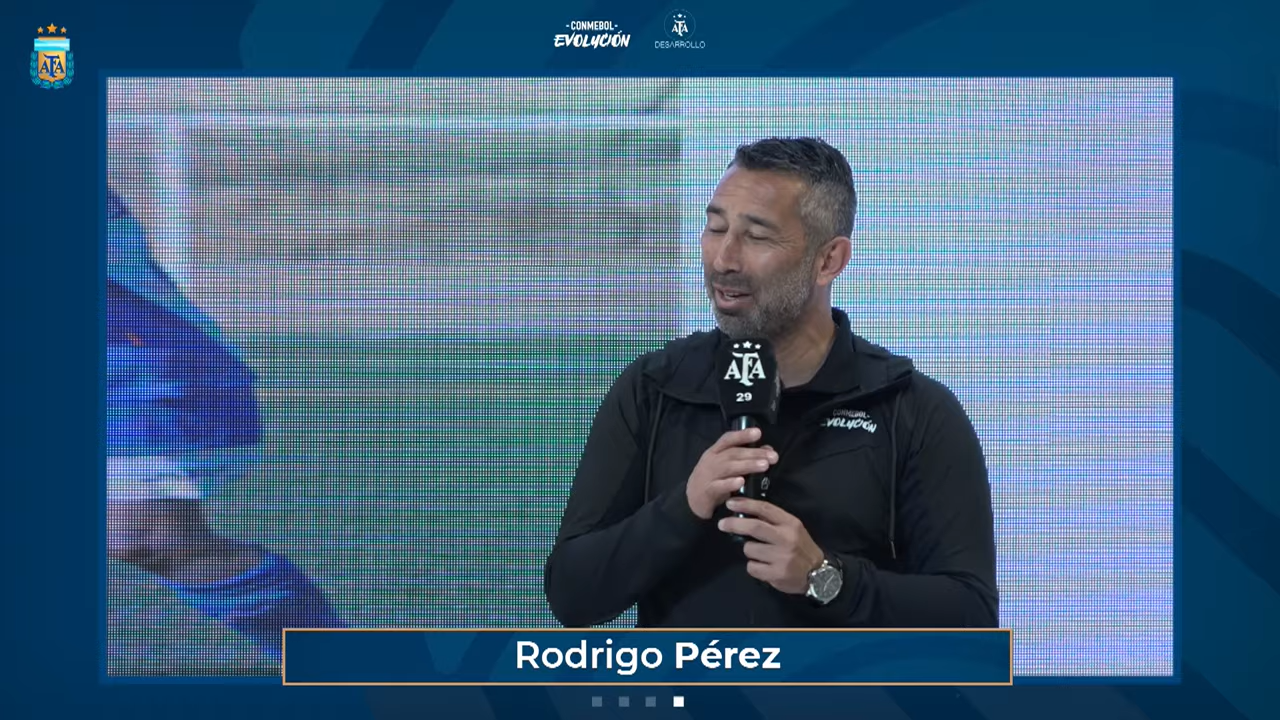 -CONMEBOL-
EVOLUCIÓN
AFA
DESARROLLO
AFA
AFA
29
-CONMEBOL-
EVOLUCIÓN
Rodrigo Pérez